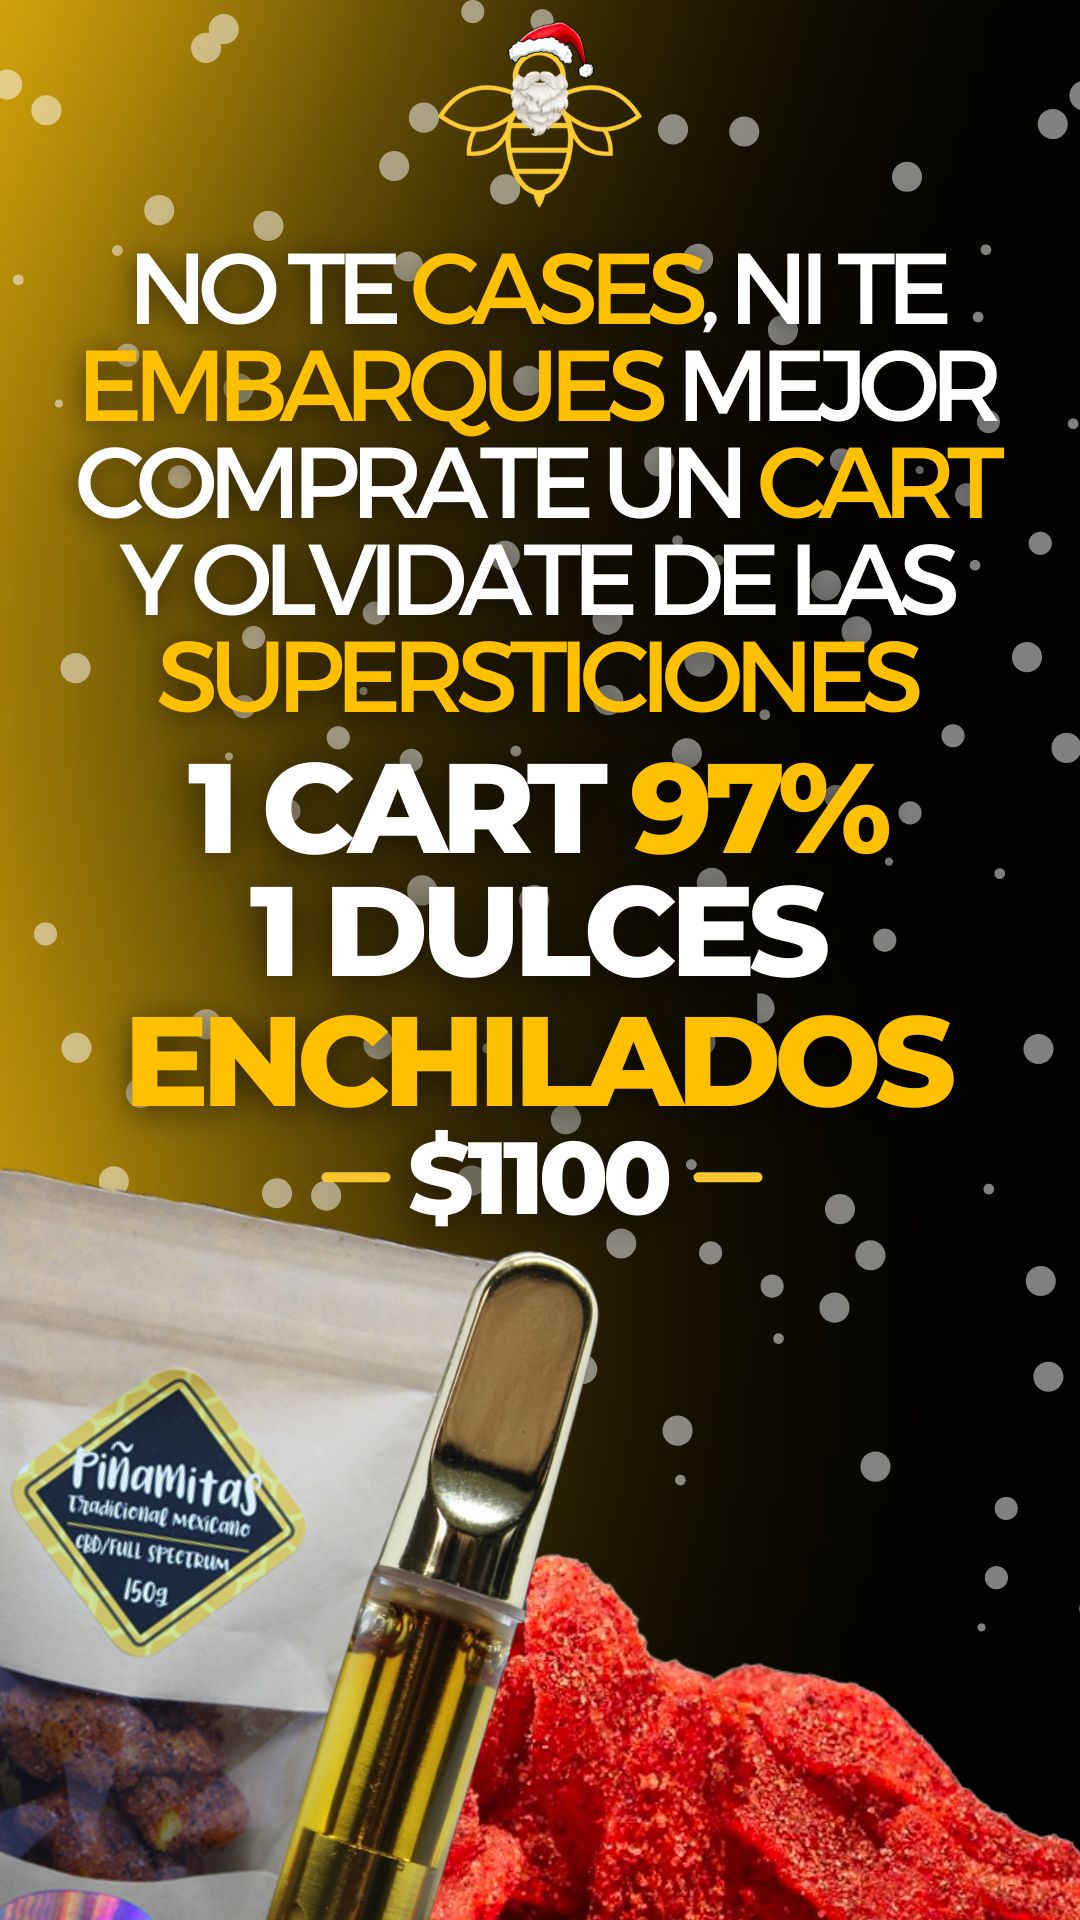 NO TE CASES, NI TE
EMBARQUES MEJOR
COMPRATE UN CART
Y OLVIDATE DE LAS
SUPERSTICIONES
1 CART 97%
1 DULCES
ENCHILADOS
$1100
Piñamitas
Tradicional Mexicano
CBD/FULL SPECTRUM
150g